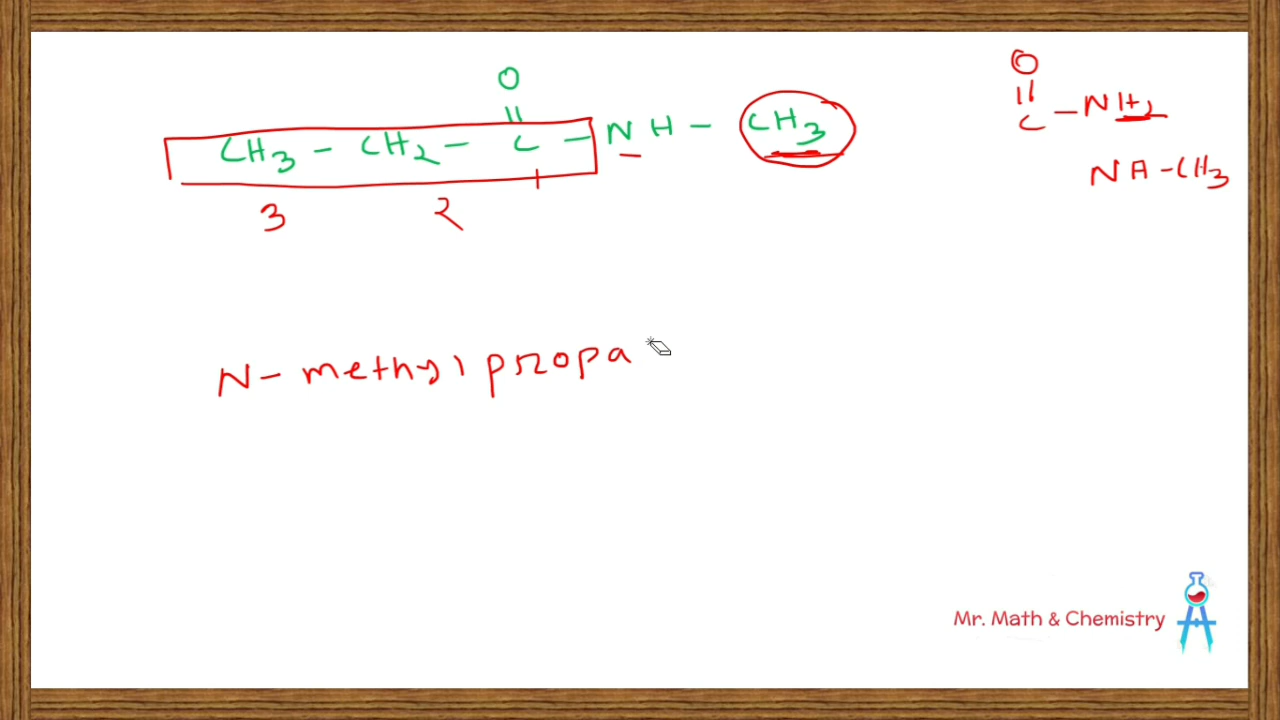 O
||
CH3 - CH2 - C - NH - CH3
3 2 1
O
||
C - NH2
NH - CH3
N - methyl propa
Mr. Math & Chemistry